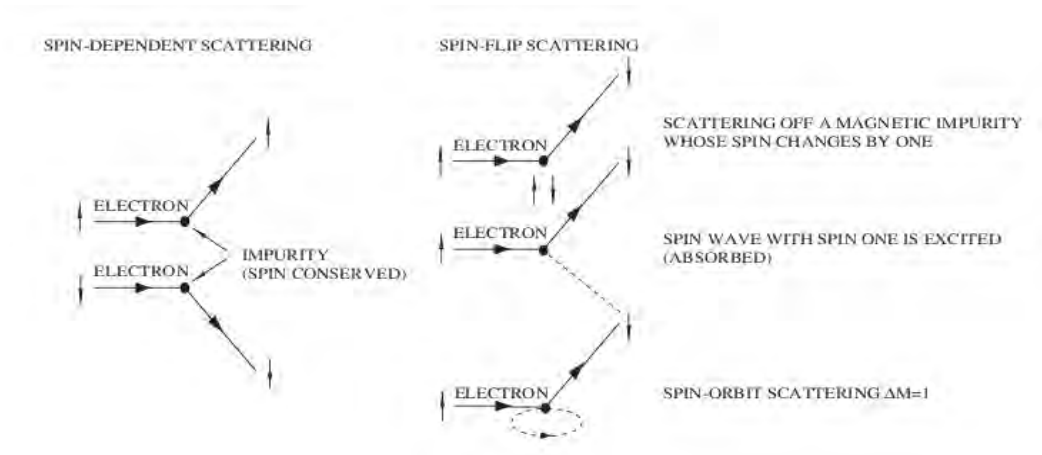 SPIN-DEPENDENT SCATTERING
ELECTRON
ELECTRON
IMPURITY
(SPIN CONSERVED)
SPIN-FLIP SCATTERING
ELECTRON
SCATTERING OFF A MAGNETIC IMPURITY
WHOSE SPIN CHANGES BY ONE
ELECTRON
SPIN WAVE WITH SPIN ONE IS EXCITED
(ABSORBED)
ELECTRON
SPIN-ORBIT SCATTERING ΔM=1